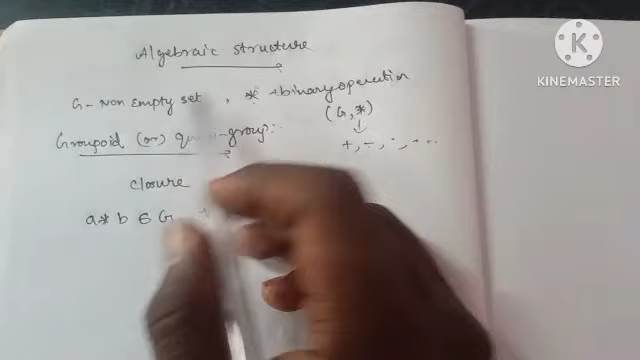 Algebraic structure
G - Non Empty set , * → binary operation
(G, *)
+, -, ·, ...
Groupoid (or)
closure
a * b ∈ G
K
KINEMASTER